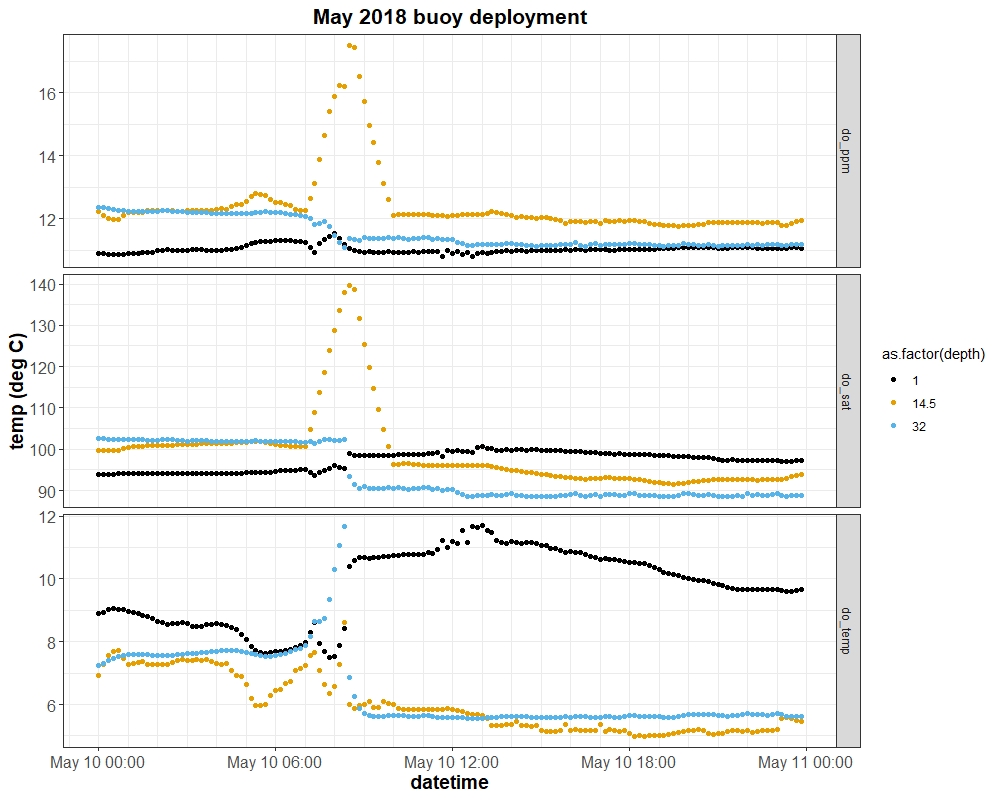 May 2018 buoy deployment
temp (deg C)
16
14
12
do_ppm
140
130
120
110
100
90
do_sat
12
10
8
6
do_temp
May 10 00:00
May 10 06:00
May 10 12:00
May 10 18:00
May 11 00:00
datetime
as.factor(depth)
1
14.5
32